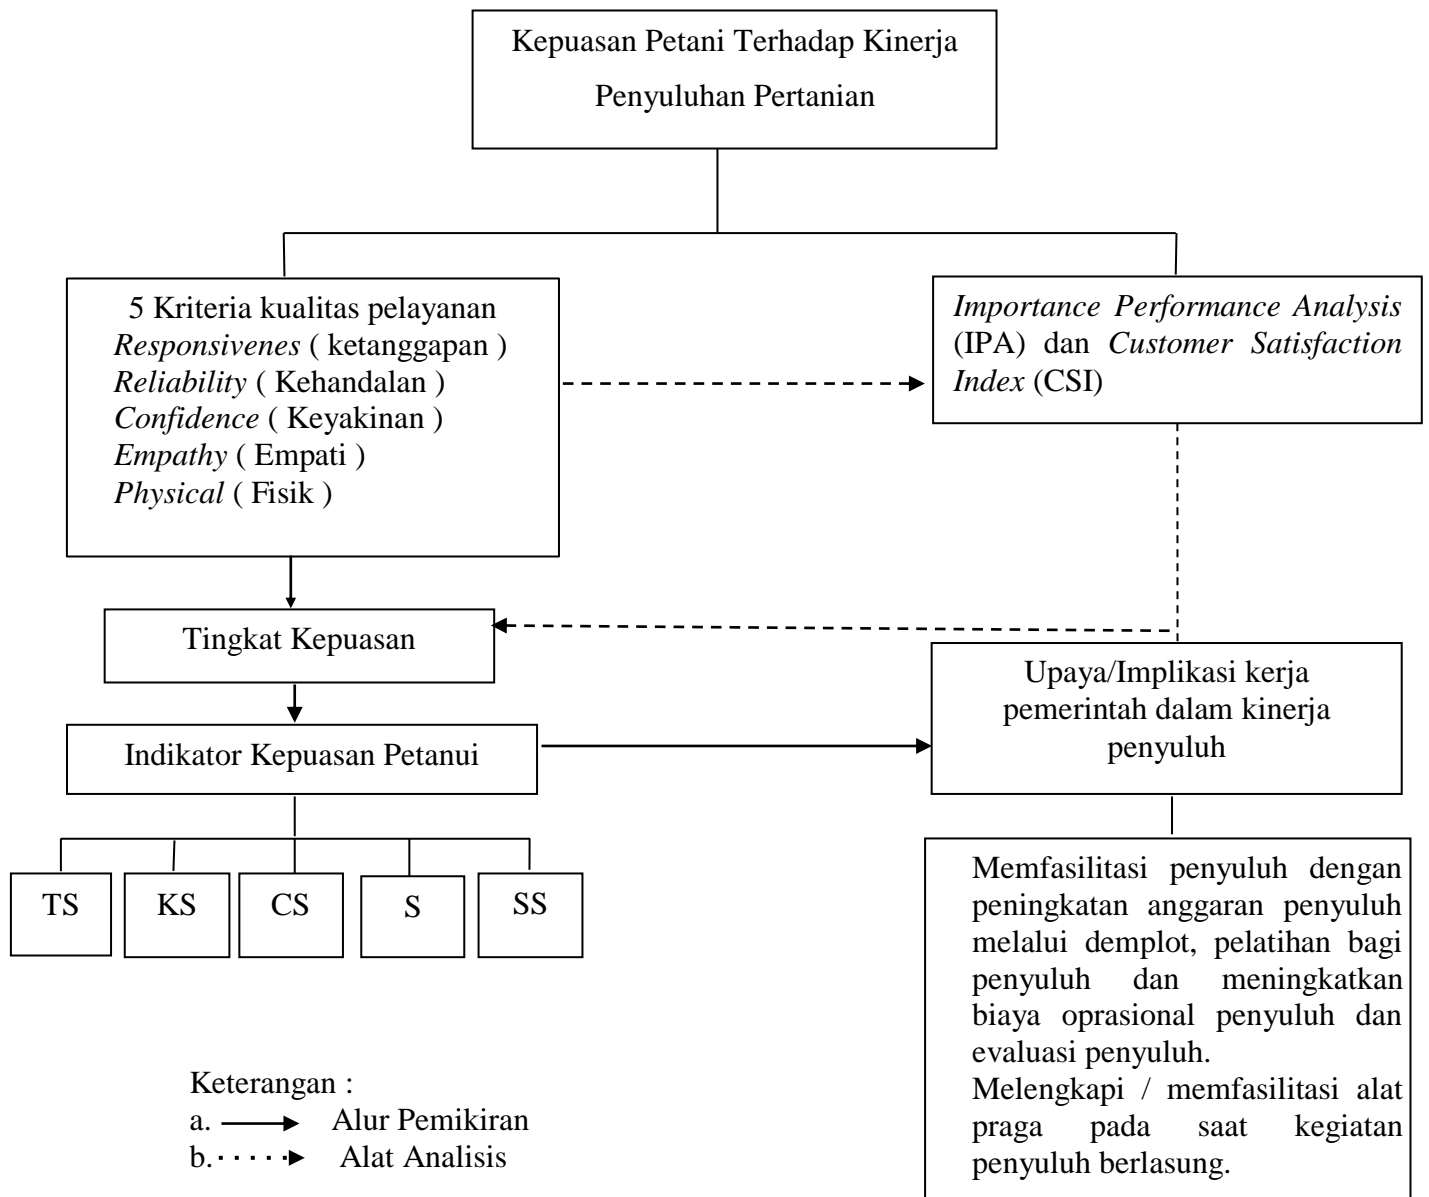 Kepuasan Petani Terhadap Kinerja
Penyuluhan Pertanian
5 Kriteria kualitas pelayanan
Responsivenes ( ketanggapan )
Reliability ( Kehandalan )
Confidence ( Keyakinan )
Empathy ( Empati )
Physical ( Fisik )
Importance Performance Analysis
(IPA) dan Customer Satisfaction
Index (CSI)
Tingkat Kepuasan
Indikator Kepuasan Petanui
Upaya/Implikasi kerja
pemerintah dalam kinerja
penyuluh
TS
KS
CS
S
SS
Memfasilitasi penyuluh dengan
peningkatan anggaran penyuluh
melalui demplot, pelatihan bagi
penyuluh dan meningkatkan
biaya oprasional penyuluh dan
evaluasi penyuluh.
Melengkapi / memfasilitasi alat
praga pada saat kegiatan
penyuluh berlasung.
Keterangan :
a. Alur Pemikiran
b. Alat Analisis